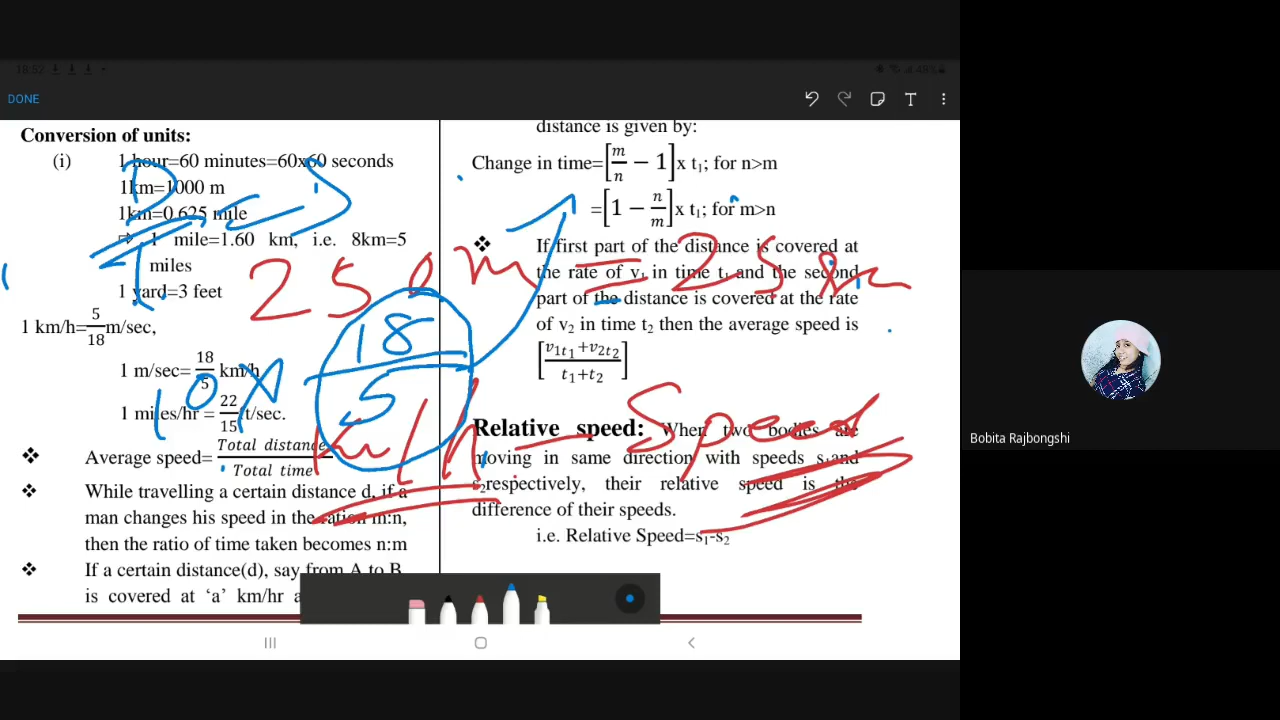 18:52
48%
DONE
Conversion of units:
(i) 1 hour=60 minutes=60x60 seconds
1km=1000 m
1km=0.625 mile
⇒ 1 mile=1.60 km, i.e. 8km=5
miles
1 yard=3 feet
1 km/h=5/18 m/sec,
1 m/sec= 18/5 km/h
1 miles/hr = 22/15 ft/sec.
❖ Average speed= Total distance / Total time
❖ While travelling a certain distance d, if a
man changes his speed in the ration m:n,
then the ratio of time taken becomes n:m
❖ If a certain distance(d), say from A to B,
is covered at ‘a’ km/hr a
distance is given by:
Change in time=[m/n − 1] x t₁; for n>m
=[1 − n/m] x t₁; for m>n
❖ If first part of the distance is covered at
the rate of v₁ in time t₁ and the second
part of the distance is covered at the rate
of v₂ in time t₂ then the average speed is
[v₁t₁+v₂t₂ / t₁+t₂]
Relative speed: When two bodies are
moving in same direction with speeds s₁ and
s₂ respectively, their relative speed is the
difference of their speeds.
i.e. Relative Speed=s₁-s₂
D
T
250m = 25
10 X 18/5
km/h
Speed
Bobita Rajbongshi